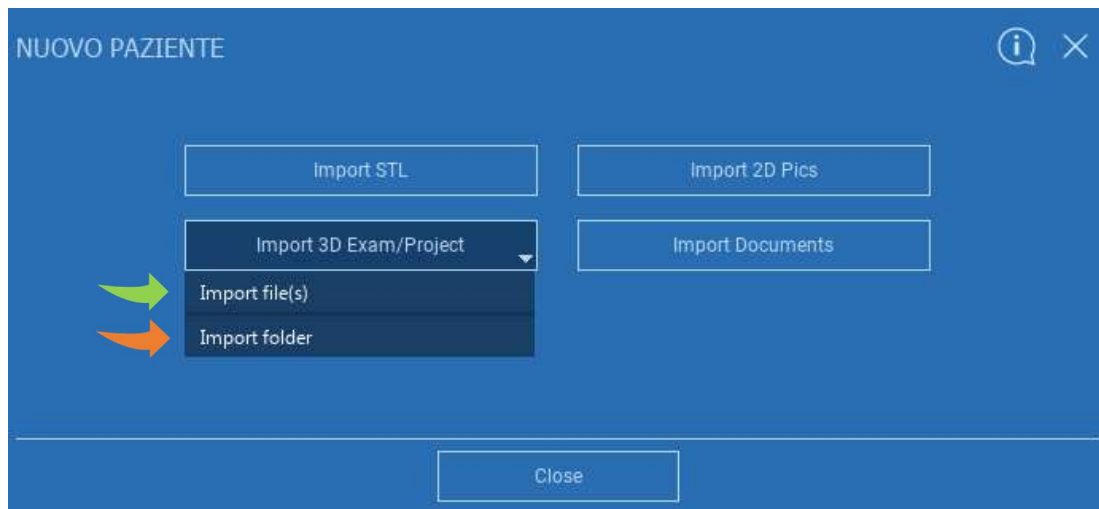 NUOVO PAZIENTE
Import STL
Import 2D Pics
Import 3D Exam/Project
Import Documents
Import file(s)
Import folder
Close